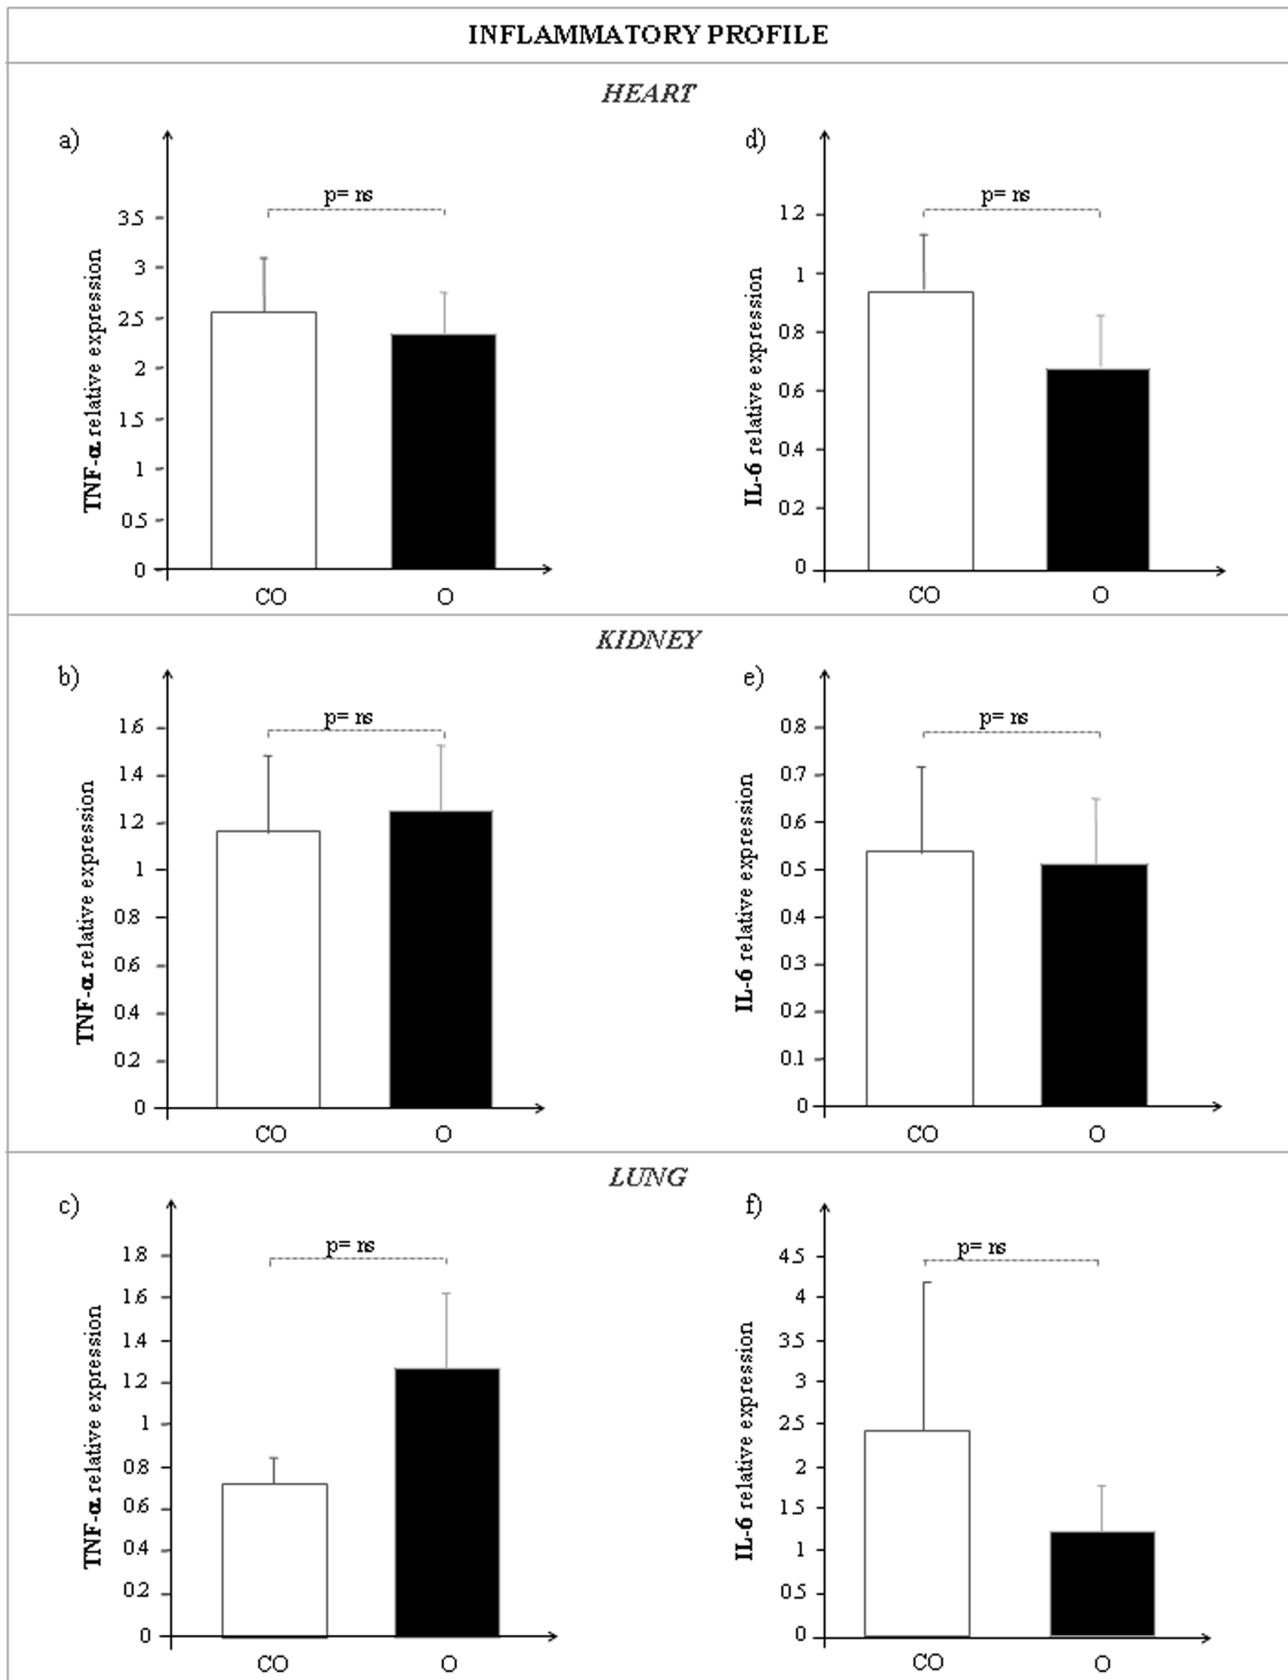 INFLAMMATORY PROFILE
HEART
a)
p= ns
3.5
3
2.5
2
1.5
1
0.5
0
TNF-α relative expression
CO
O
d)
p= ns
1.2
1
0.8
0.6
0.4
0.2
0
IL-6 relative expression
CO
O
KIDNEY
b)
p= ns
1.6
1.4
1.2
1
0.8
0.6
0.4
0.2
0
TNF-α relative expression
CO
O
e)
p= ns
0.8
0.7
0.6
0.5
0.4
0.3
0.2
0.1
0
IL-6 relative expression
CO
O
LUNG
c)
p= ns
1.8
1.6
1.4
1.2
1
0.8
0.6
0.4
0.2
0
TNF-α relative expression
CO
O
f)
p= ns
4.5
4
3.5
3
2.5
2
1.5
1
0.5
0
IL-6 relative expression
CO
O